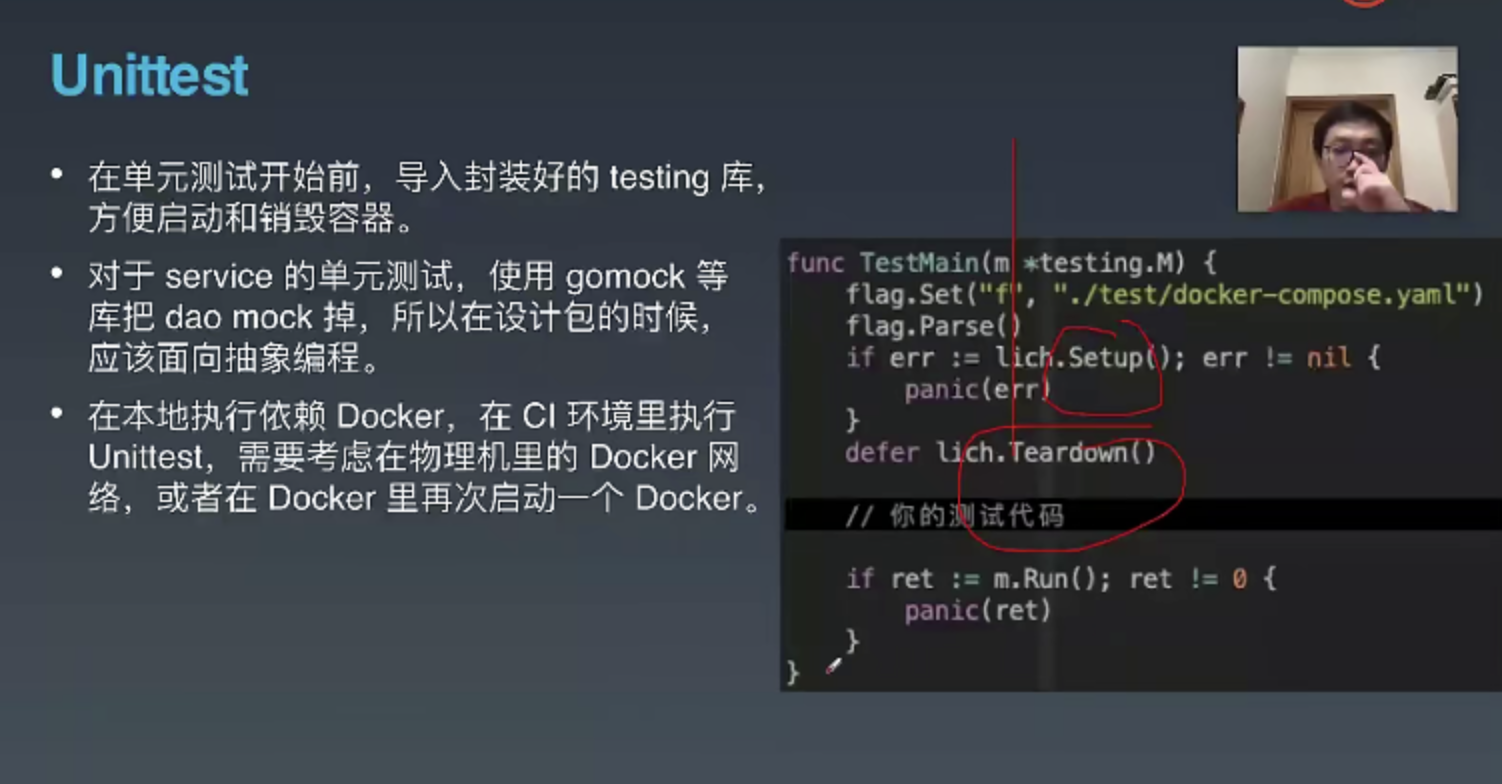 Unittest
• 在单元测试开始前，导入封装好的 testing 库，
方便启动和销毁容器。
• 对于 service 的单元测试，使用 gomock 等
库把 dao mock 掉，所以在设计包的时候，
应该面向抽象编程。
• 在本地执行依赖 Docker，在 CI 环境里执行
Unittest，需要考虑在物理机里的 Docker 网
络，或者在 Docker 里再次启动一个 Docker。
func TestMain(m *testing.M) {
    flag.Set("f", "./test/docker-compose.yaml")
    flag.Parse()
    if err := lich.Setup(); err != nil {
        panic(err)
    }
    defer lich.Teardown()
    // 你的测试代码
    if ret := m.Run(); ret != 0 {
        panic(ret)
    }
}